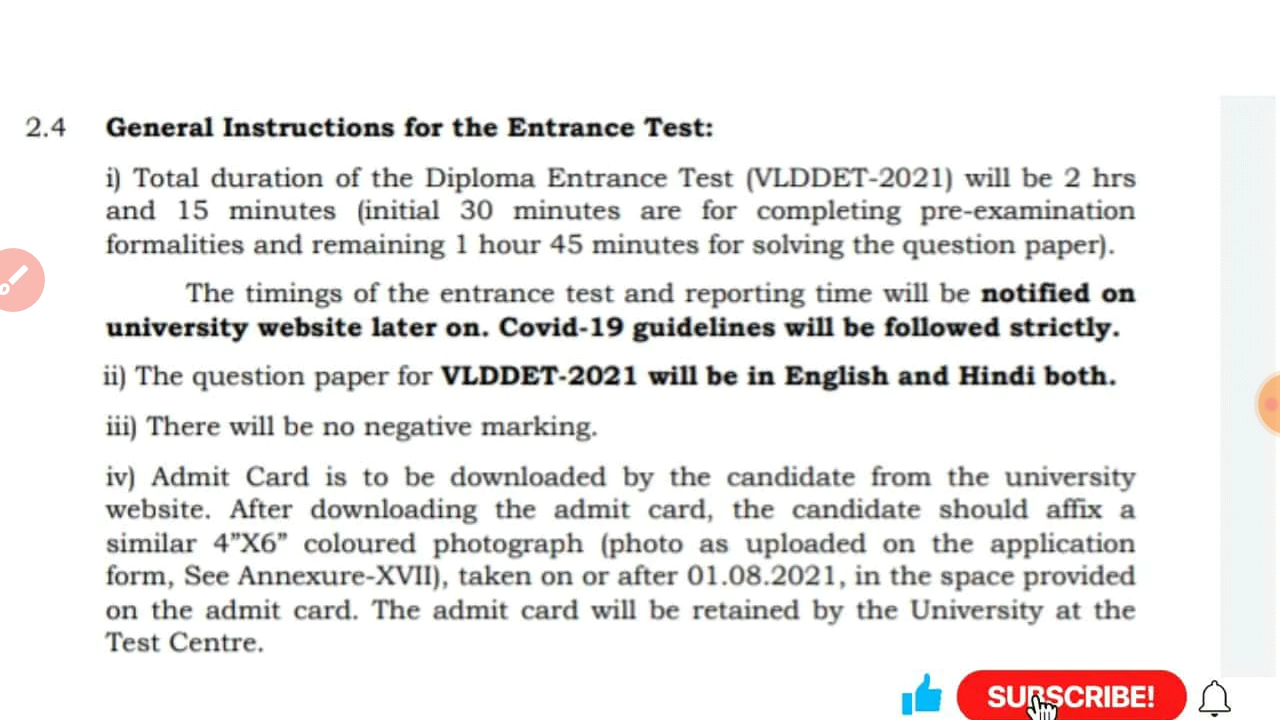 2.4 General Instructions for the Entrance Test:
i) Total duration of the Diploma Entrance Test (VLDDET-2021) will be 2 hrs
and 15 minutes (initial 30 minutes are for completing pre-examination
formalities and remaining 1 hour 45 minutes for solving the question paper).
The timings of the entrance test and reporting time will be notified on
university website later on. Covid-19 guidelines will be followed strictly.
ii) The question paper for VLDDET-2021 will be in English and Hindi both.
iii) There will be no negative marking.
iv) Admit Card is to be downloaded by the candidate from the university
website. After downloading the admit card, the candidate should affix a
similar 4”X6” coloured photograph (photo as uploaded on the application
form, See Annexure-XVII), taken on or after 01.08.2021, in the space provided
on the admit card. The admit card will be retained by the University at the
Test Centre.
SUBSCRIBE!